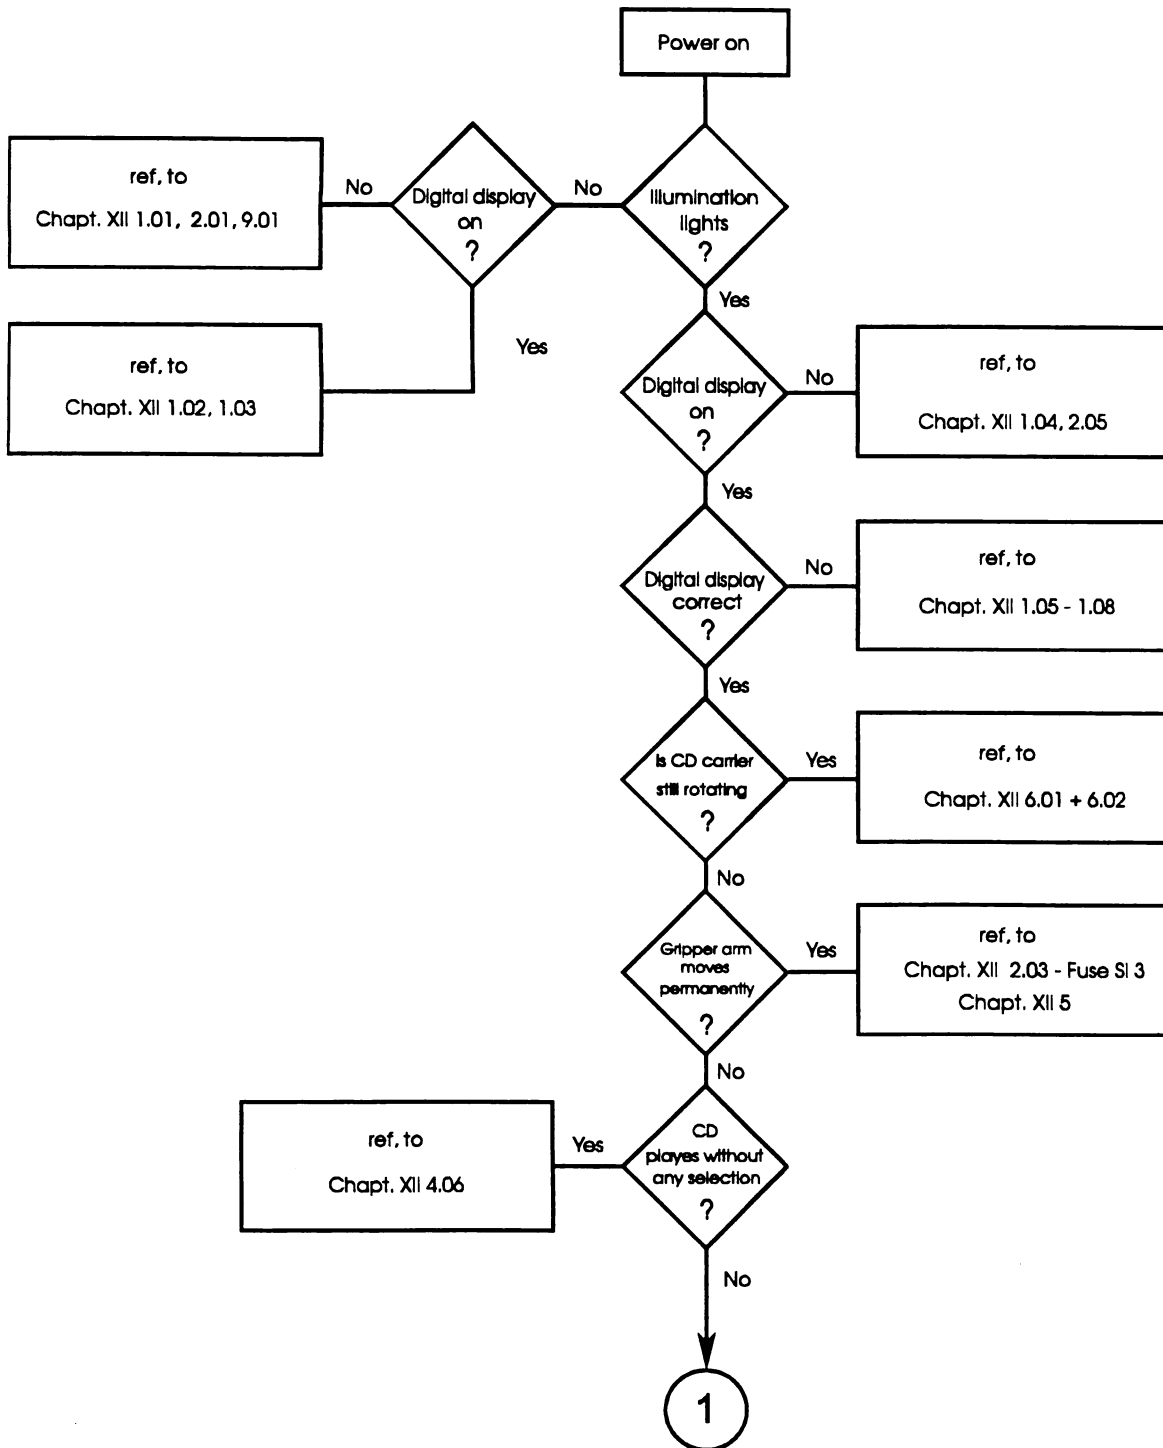 Power on
Illumination
lights
?
No
Digital display
on
?
No
ref, to
Chapt. XII 1.01, 2.01, 9.01
Yes
ref, to
Chapt. XII 1.02, 1.03
Yes
Digital display
on
?
No
ref, to
Chapt. XII 1.04, 2.05
Yes
Digital display
correct
?
No
ref, to
Chapt. XII 1.05 - 1.08
Yes
Is CD carrier
still rotating
?
Yes
ref, to
Chapt. XII 6.01 + 6.02
No
Gripper arm
moves
permanently
?
Yes
ref, to
Chapt. XII 2.03 - Fuse SI 3
Chapt. XII 5
No
CD
playes without
any selection
?
Yes
ref, to
Chapt. XII 4.06
No
1